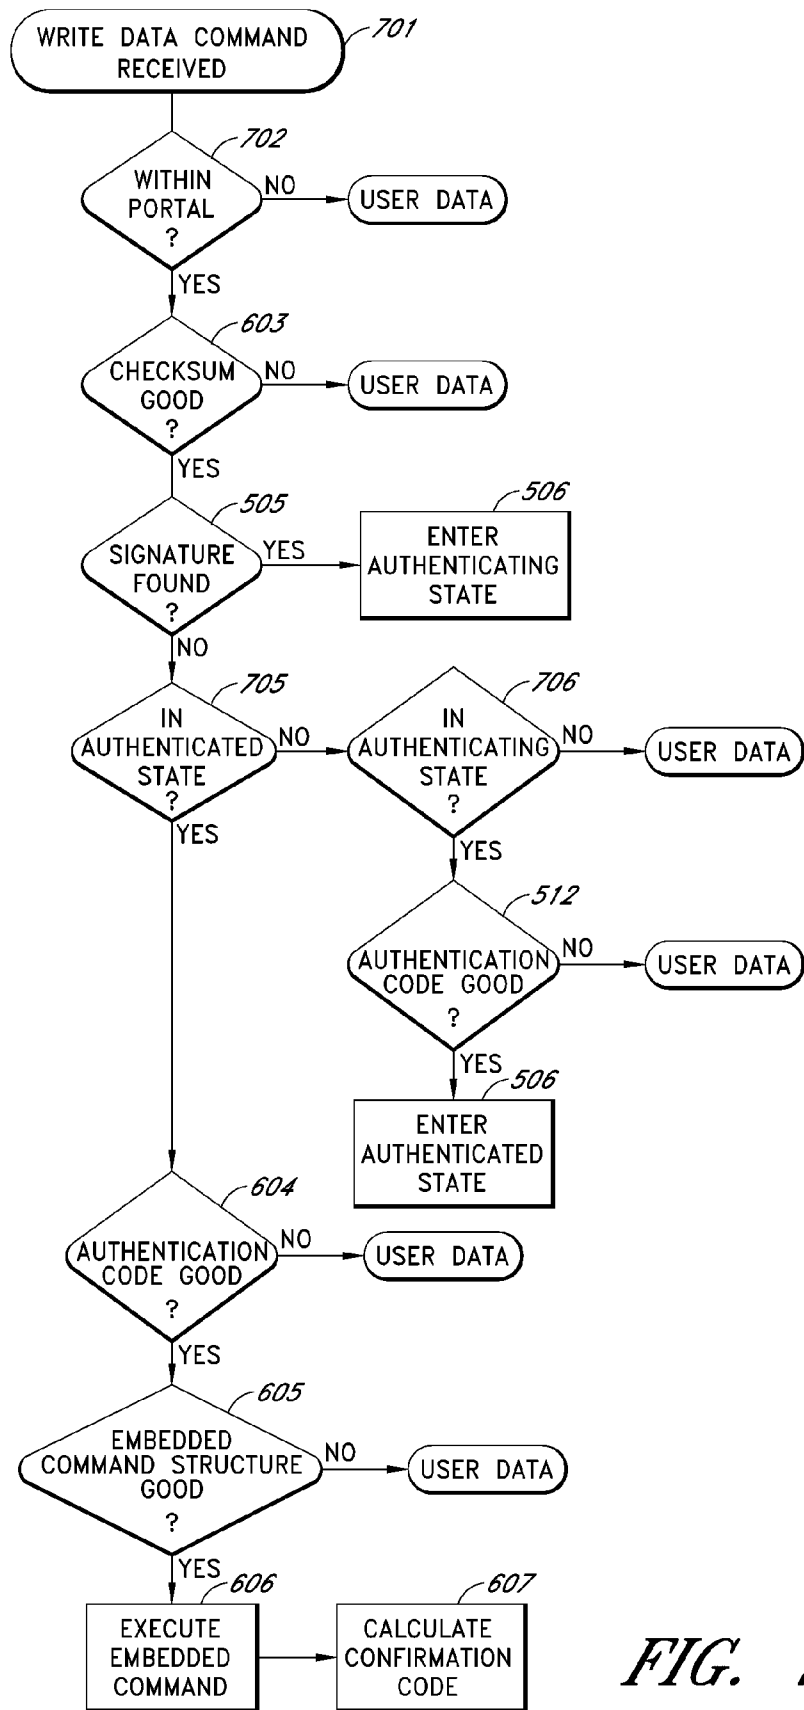 WRITE DATA COMMAND
RECEIVED
701
702
WITHIN
PORTAL
?
NO
USER DATA
YES
603
CHECKSUM
GOOD
?
NO
USER DATA
YES
505
SIGNATURE
FOUND
?
YES
506
ENTER
AUTHENTICATING
STATE
NO
705
IN
AUTHENTICATED
STATE
?
NO
706
IN
AUTHENTICATING
STATE
?
NO
USER DATA
YES
YES
512
AUTHENTICATION
CODE GOOD
?
NO
USER DATA
YES
506
ENTER
AUTHENTICATED
STATE
604
AUTHENTICATION
CODE GOOD
?
NO
USER DATA
YES
605
EMBEDDED
COMMAND STRUCTURE
GOOD
?
NO
USER DATA
YES
606
EXECUTE
EMBEDDED
COMMAND
607
CALCULATE
CONFIRMATION
CODE
FIG.